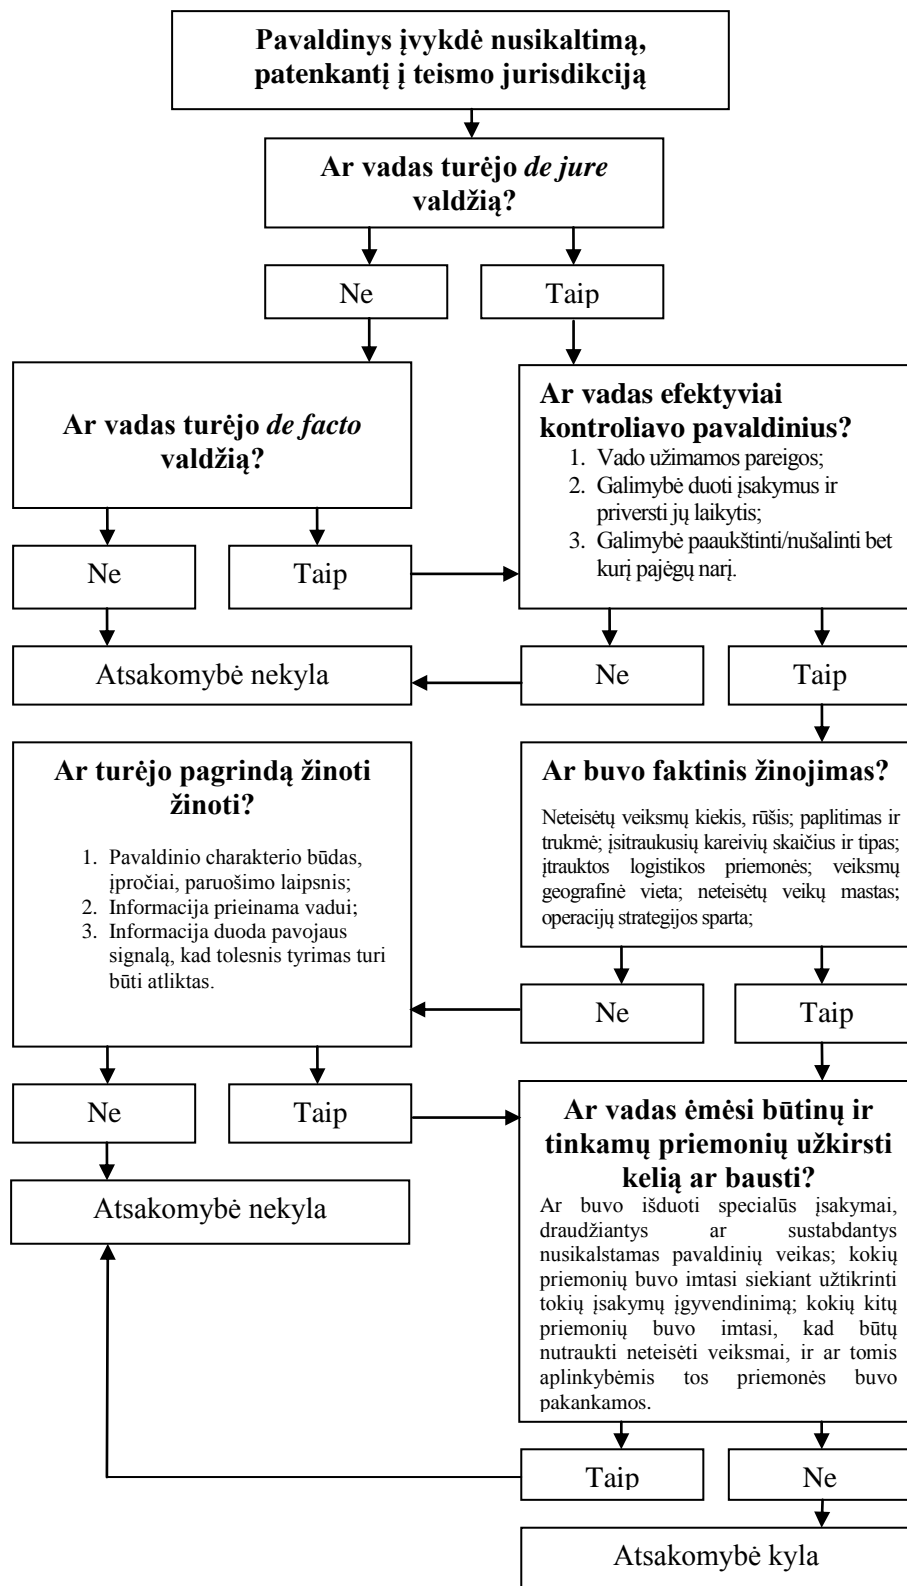 Pavaldinys įvykdė nusikaltimą,
patenkantį į teismo jurisdikciją
Ar vadas turėjo de jure
valdžią?
Ne
Taip
Ar vadas turėjo de facto
valdžią?
Ar vadas efektyviai
kontroliavo pavaldinius?
1. Vado užimamos pareigos;
2. Galimybė duoti įsakymus ir
priversti jų laikytis;
3. Galimybė paaukštinti/nušalinti bet
kurį pajėgų narį.
Ne
Taip
Atsakomybė nekyla
Ne
Taip
Ar turėjo pagrindą žinoti
žinoti?
1. Pavaldinio charakterio būdas,
įpročiai, paruošimo laipsnis;
2. Informacija prieinama vadui;
3. Informacija duoda pavojaus
signalą, kad tolesnis tyrimas turi
būti atliktas.
Ar buvo faktinis žinojimas?
Neteisėtų veiksmų kiekis, rūšis; paplitimas ir
trukmė; įsitraukusių kareivių skaičius ir tipas;
įtrauktos logistikos priemonės; veiksmų
geografinė vieta; neteisėtų veikų mastas;
operacijų strategijos sparta;
Ne
Taip
Ne
Taip
Atsakomybė nekyla
Ar vadas ėmėsi būtinų ir
tinkamų priemonių užkirsti
kelią ar bausti?
Ar buvo išduoti specialūs įsakymai,
draudžiantys ar sustabdantys
nusikalstamas pavaldinių veikas; kokių
priemonių buvo imtasi siekiant užtikrinti
tokių įsakymų įgyvendinimą; kokių kitų
priemonių buvo imtasi, kad būtų
nutraukti neteisėti veiksmai, ir ar tomis
aplinkybėmis tos priemonės buvo
pakankamos.
Taip
Ne
Atsakomybė kyla